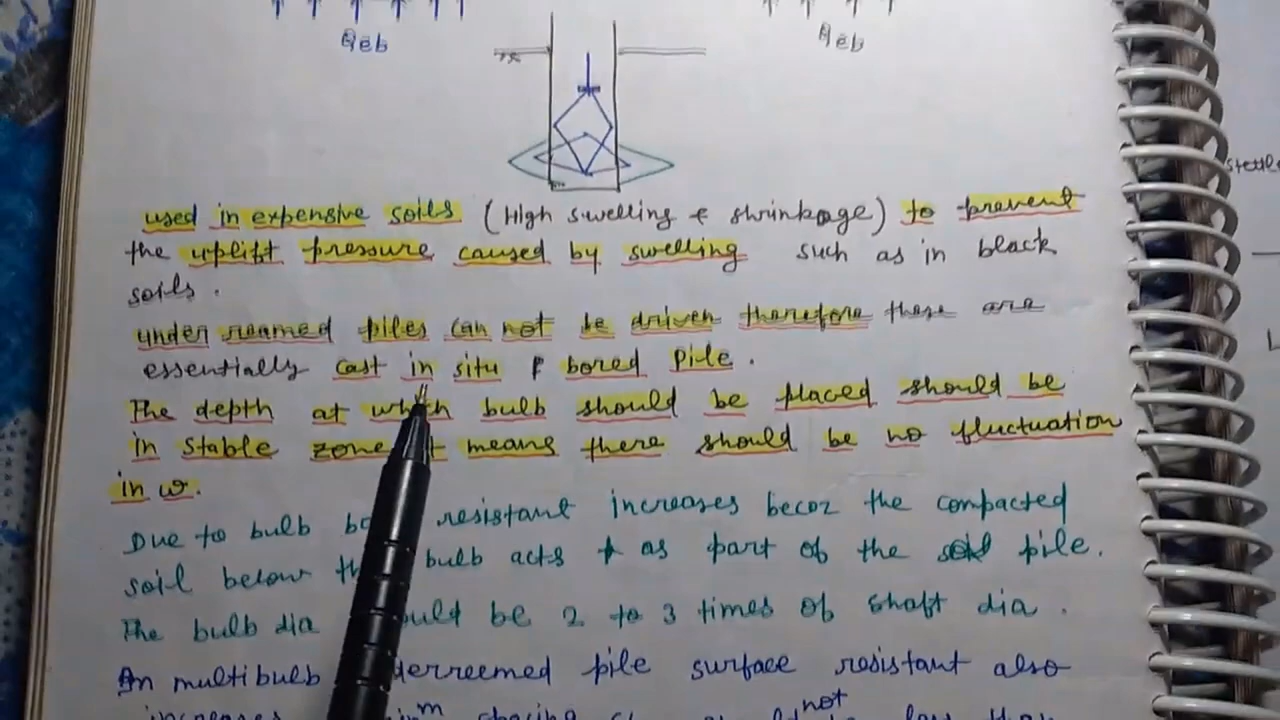 Qeb Qeb
used in expensive soils (High swelling & shrinkage) to prevent
the uplift pressure caused by swelling such as in black
soils.
under reamed piles can not be driven therefore these are
essentially cast in situ & bored pile.
The depth at which bulb should be placed should be
in stable zone means there should be no fluctuation
in w.
Due to bulb resistant increases becoz the compacted
soil below bulb acts as part of the pile.
The bulb dia 2 to 3 times of shaft dia.
In multibulb pile surface resistant also
not
increases